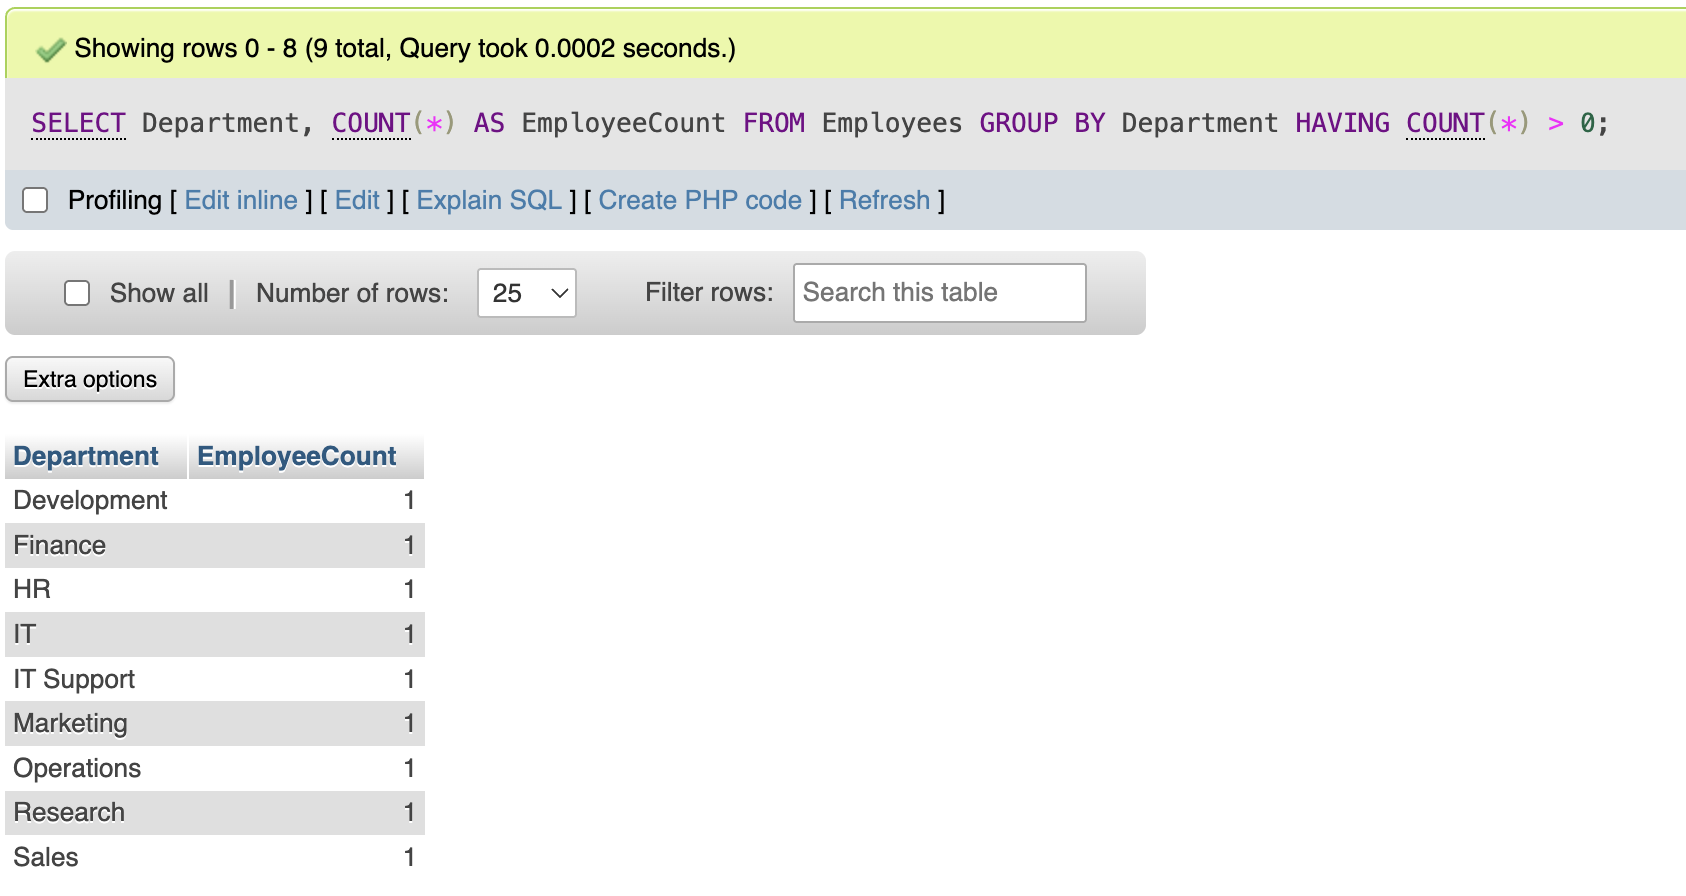 Showing rows 0 - 8 (9 total, Query took 0.0002 seconds.)
SELECT Department, COUNT(*) AS EmployeeCount FROM Employees GROUP BY Department HAVING COUNT(*) > 0;
Profiling [ Edit inline ] [ Edit ] [ Explain SQL ] [ Create PHP code ] [ Refresh ]
Show all | Number of rows: 25 Filter rows: Search this table
Extra options
Department EmployeeCount
Development 1
Finance 1
HR 1
IT 1
IT Support 1
Marketing 1
Operations 1
Research 1
Sales 1